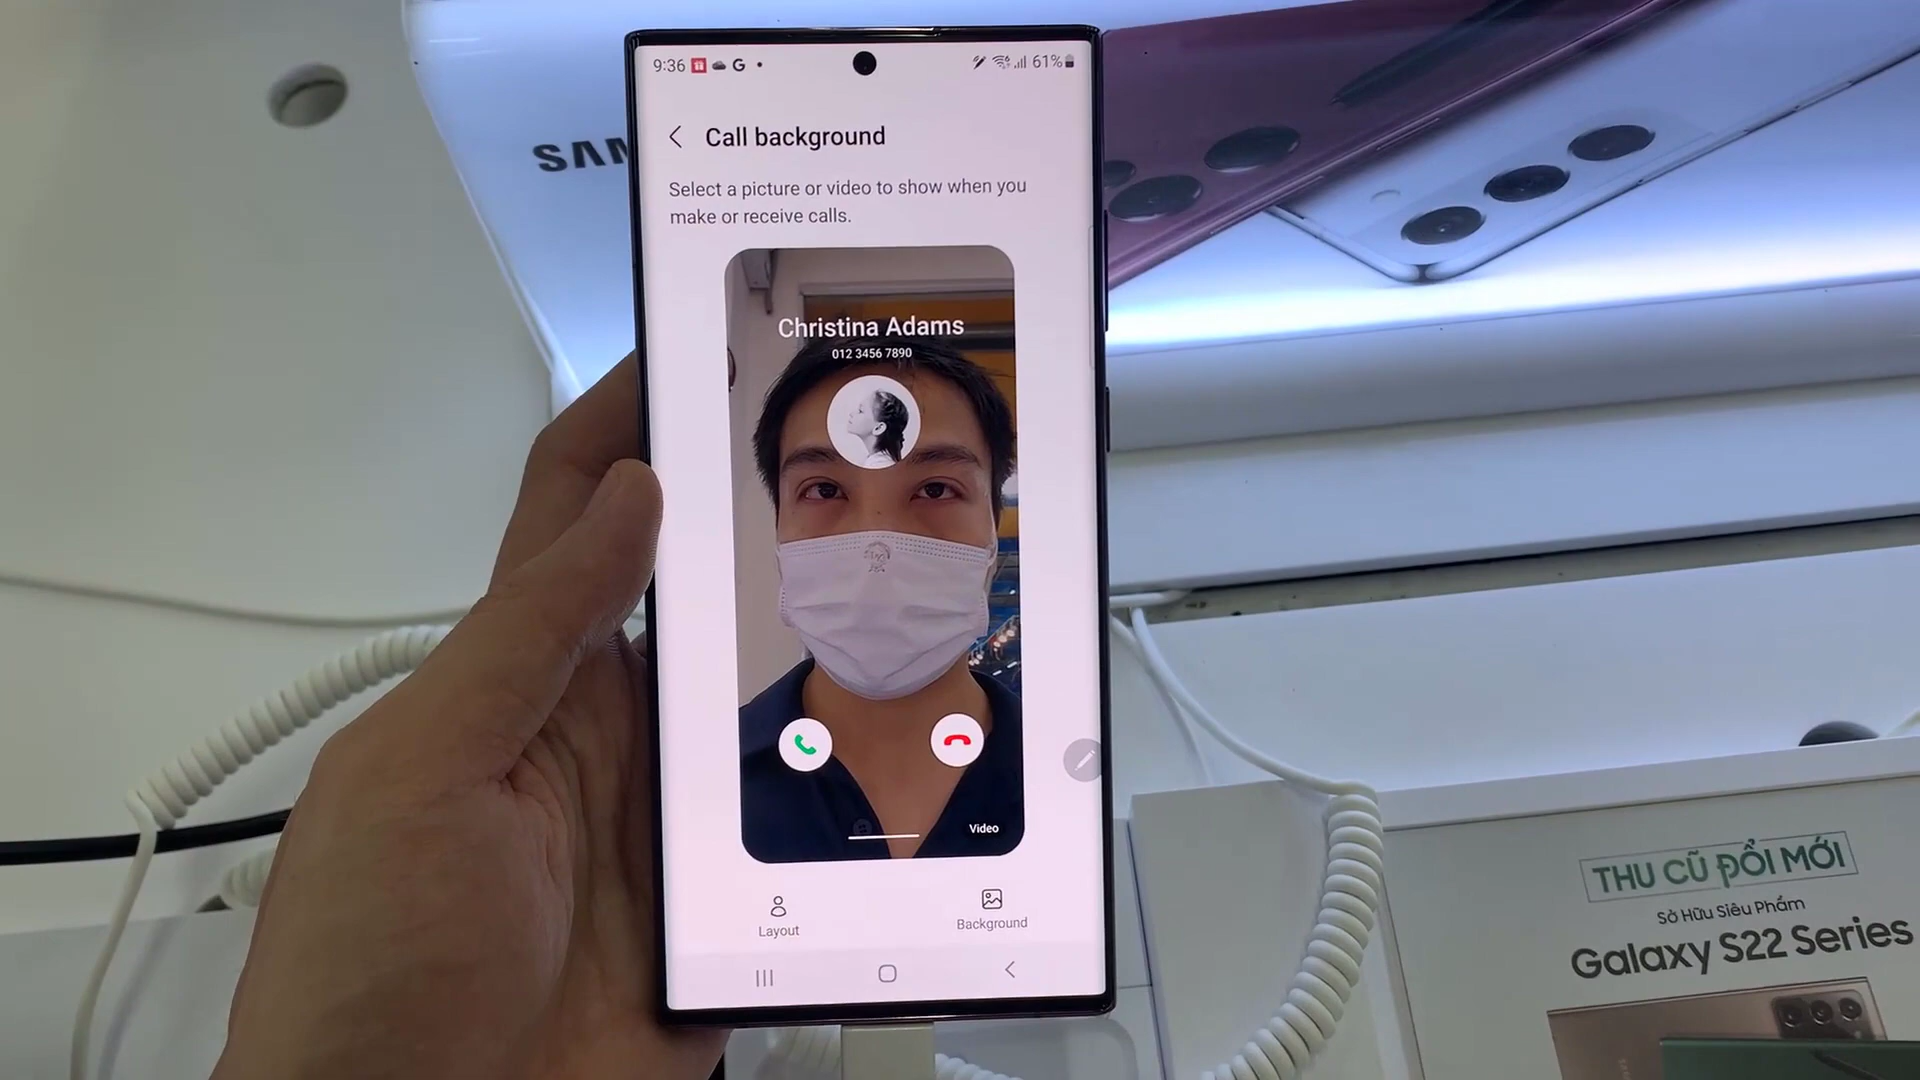 9:36
G
61%
SAM
Call background
Select a picture or video to show when you
make or receive calls.
Christina Adams
012 3456 7890
Video
Layout
Background
THU CŨ ĐỔI MỚI
Sở Hữu Siêu Phẩm
Galaxy S22 Series